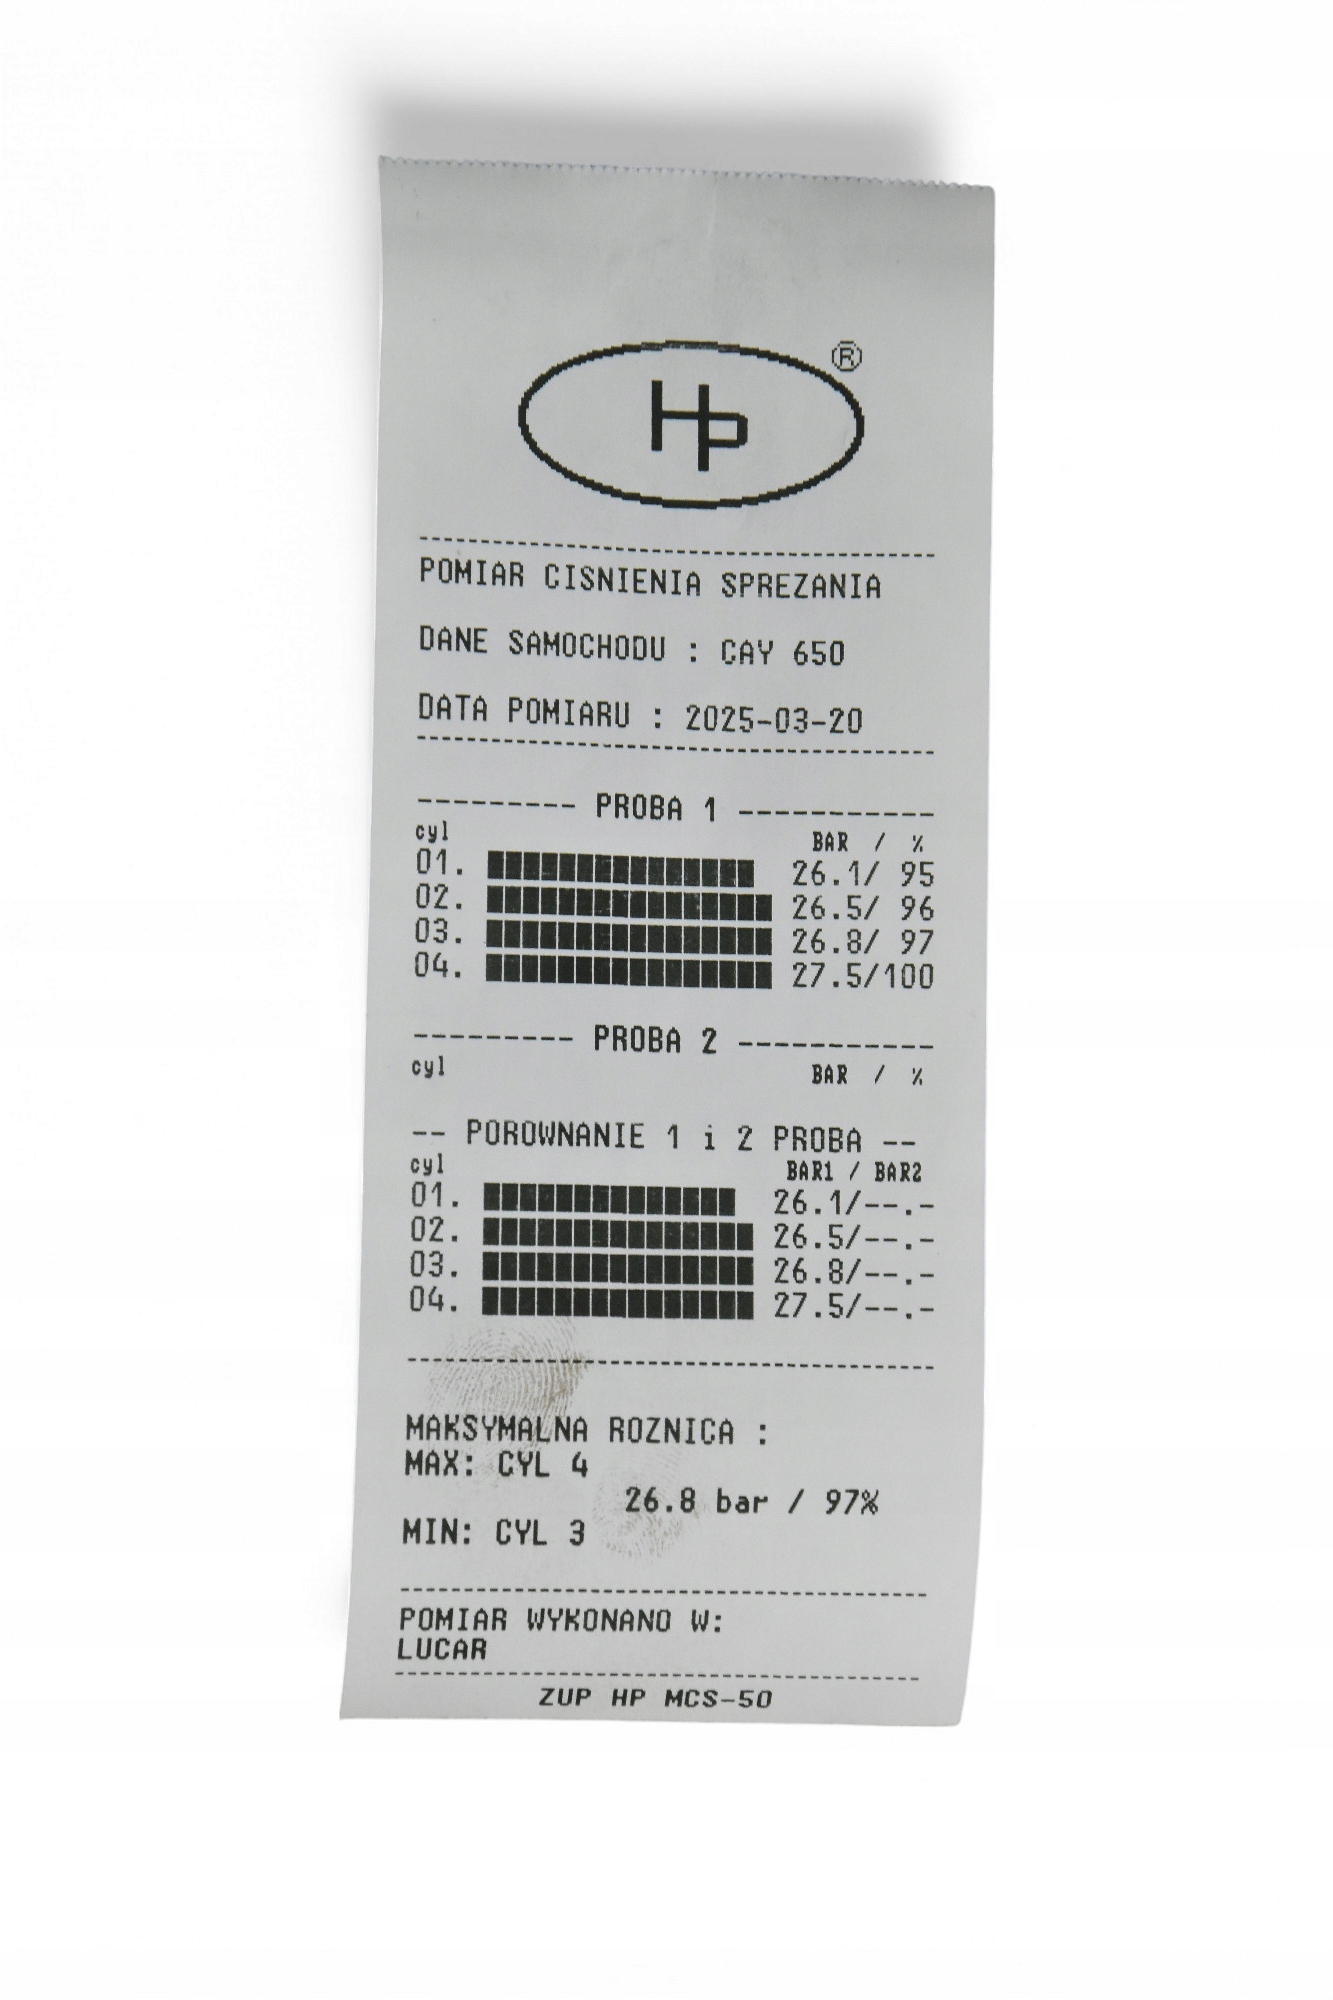 HP ®
POMIAR CISNIENIA SPREZANIA
DANE SAMOCHODU : CAY 650
DATA POMIARU : 2025-03-20
--------- PROBA 1 -----------
cyl BAR / %
01. 26.1/ 95
02. 26.5/ 96
03. 26.8/ 97
04. 27.5/100
--------- PROBA 2 -----------
cyl BAR / %
-- POROWNANIE 1 i 2 PROBA --
cyl BAR1 / BAR2
01. 26.1/--.-
02. 26.5/--.-
03. 26.8/--.-
04. 27.5/--.-
MAKSYMALNA ROZNICA :
MAX: CYL 4
26.8 bar / 97%
MIN: CYL 3
POMIAR WYKONANO W:
LUCAR
ZUP HP MCS-50